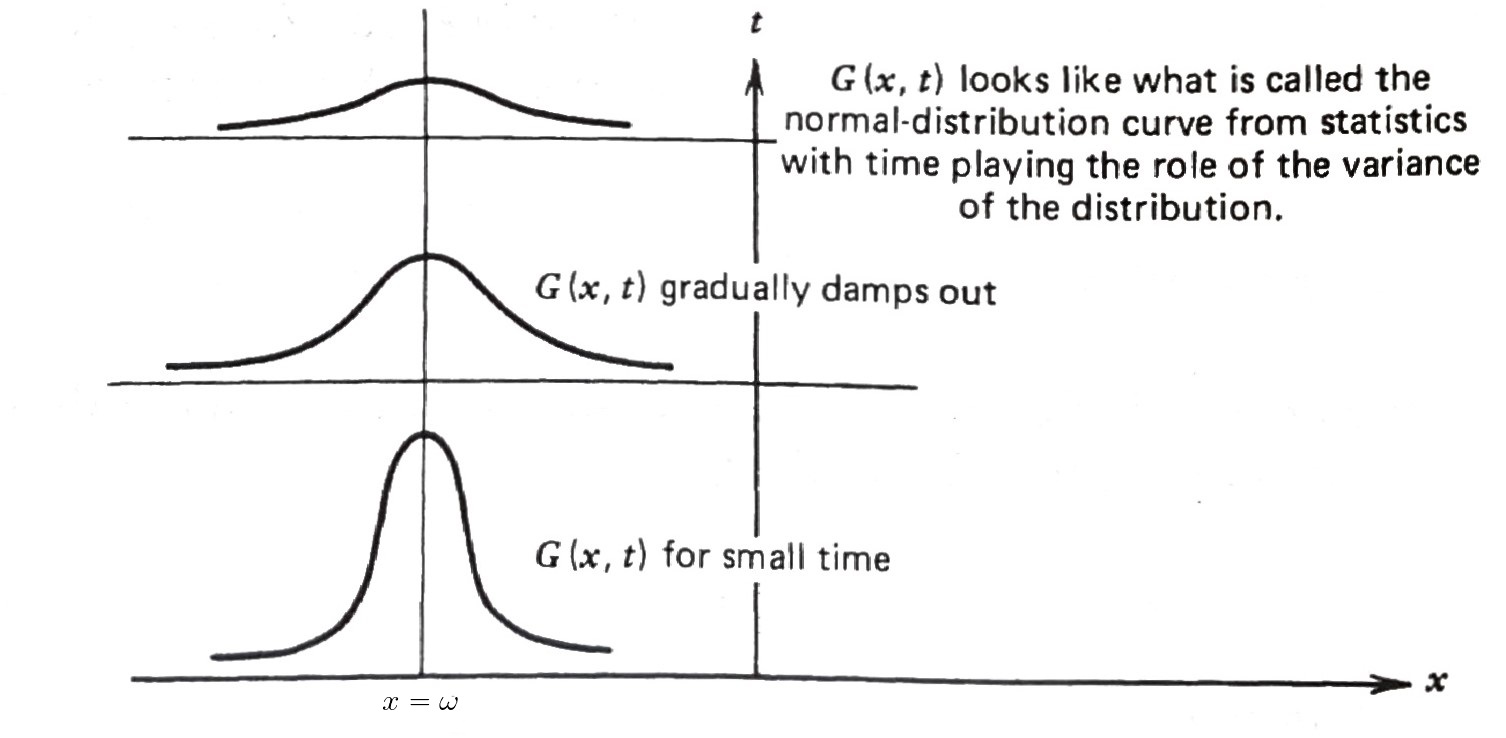 t
G(x, t) looks like what is called the
normal-distribution curve from statistics
with time playing the role of the variance
of the distribution.
G(x, t) gradually damps out
G(x, t) for small time
x
x = ω